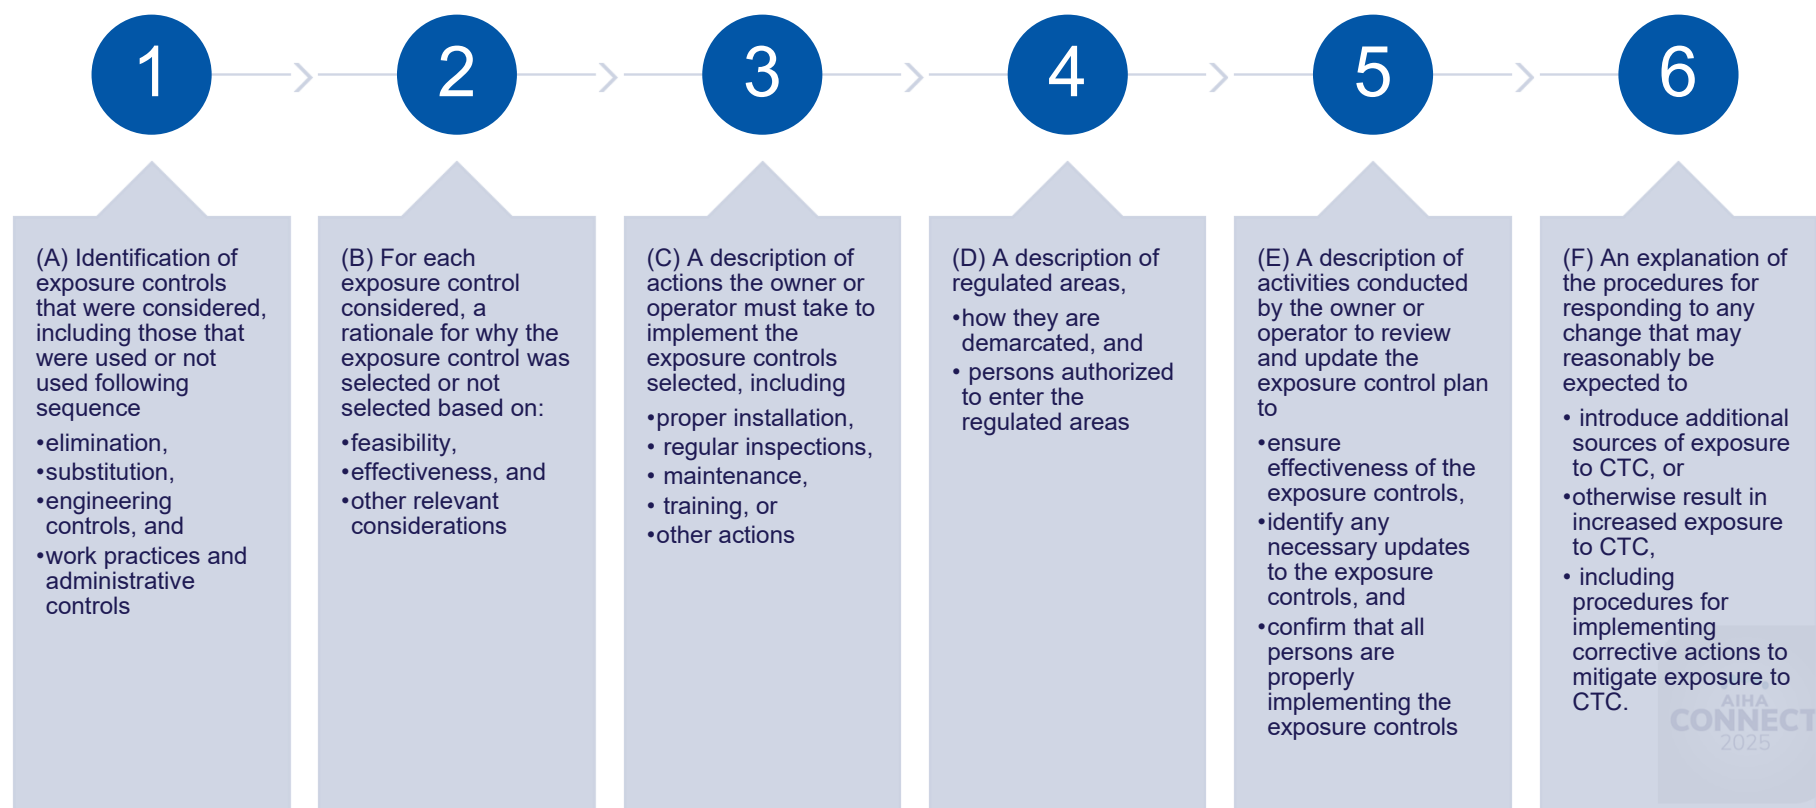 1
2
3
4
5
6
(A) Identification of
exposure controls
that were considered,
including those that
were used or not
used following
sequence
•elimination,
•substitution,
•engineering
controls, and
•work practices and
administrative
controls
(B) For each
exposure control
considered, a
rationale for why the
exposure control was
selected or not
selected based on:
•feasibility,
•effectiveness, and
•other relevant
considerations
(C) A description of
actions the owner or
operator must take to
implement the
exposure controls
selected, including
•proper installation,
• regular inspections,
• maintenance,
• training, or
•other actions
(D) A description of
regulated areas,
•how they are
demarcated, and
• persons authorized
to enter the
regulated areas
(E) A description of
activities conducted
by the owner or
operator to review
and update the
exposure control plan
to
•ensure
effectiveness of the
exposure controls,
•identify any
necessary updates
to the exposure
controls, and
•confirm that all
persons are
properly
implementing the
exposure controls
(F) An explanation of
the procedures for
responding to any
change that may
reasonably be
expected to
• introduce additional
sources of exposure
to CTC, or
•otherwise result in
increased exposure
to CTC,
• including
procedures for
implementing
corrective actions to
mitigate exposure to
CTC.
AIHA
CONNECT
2025